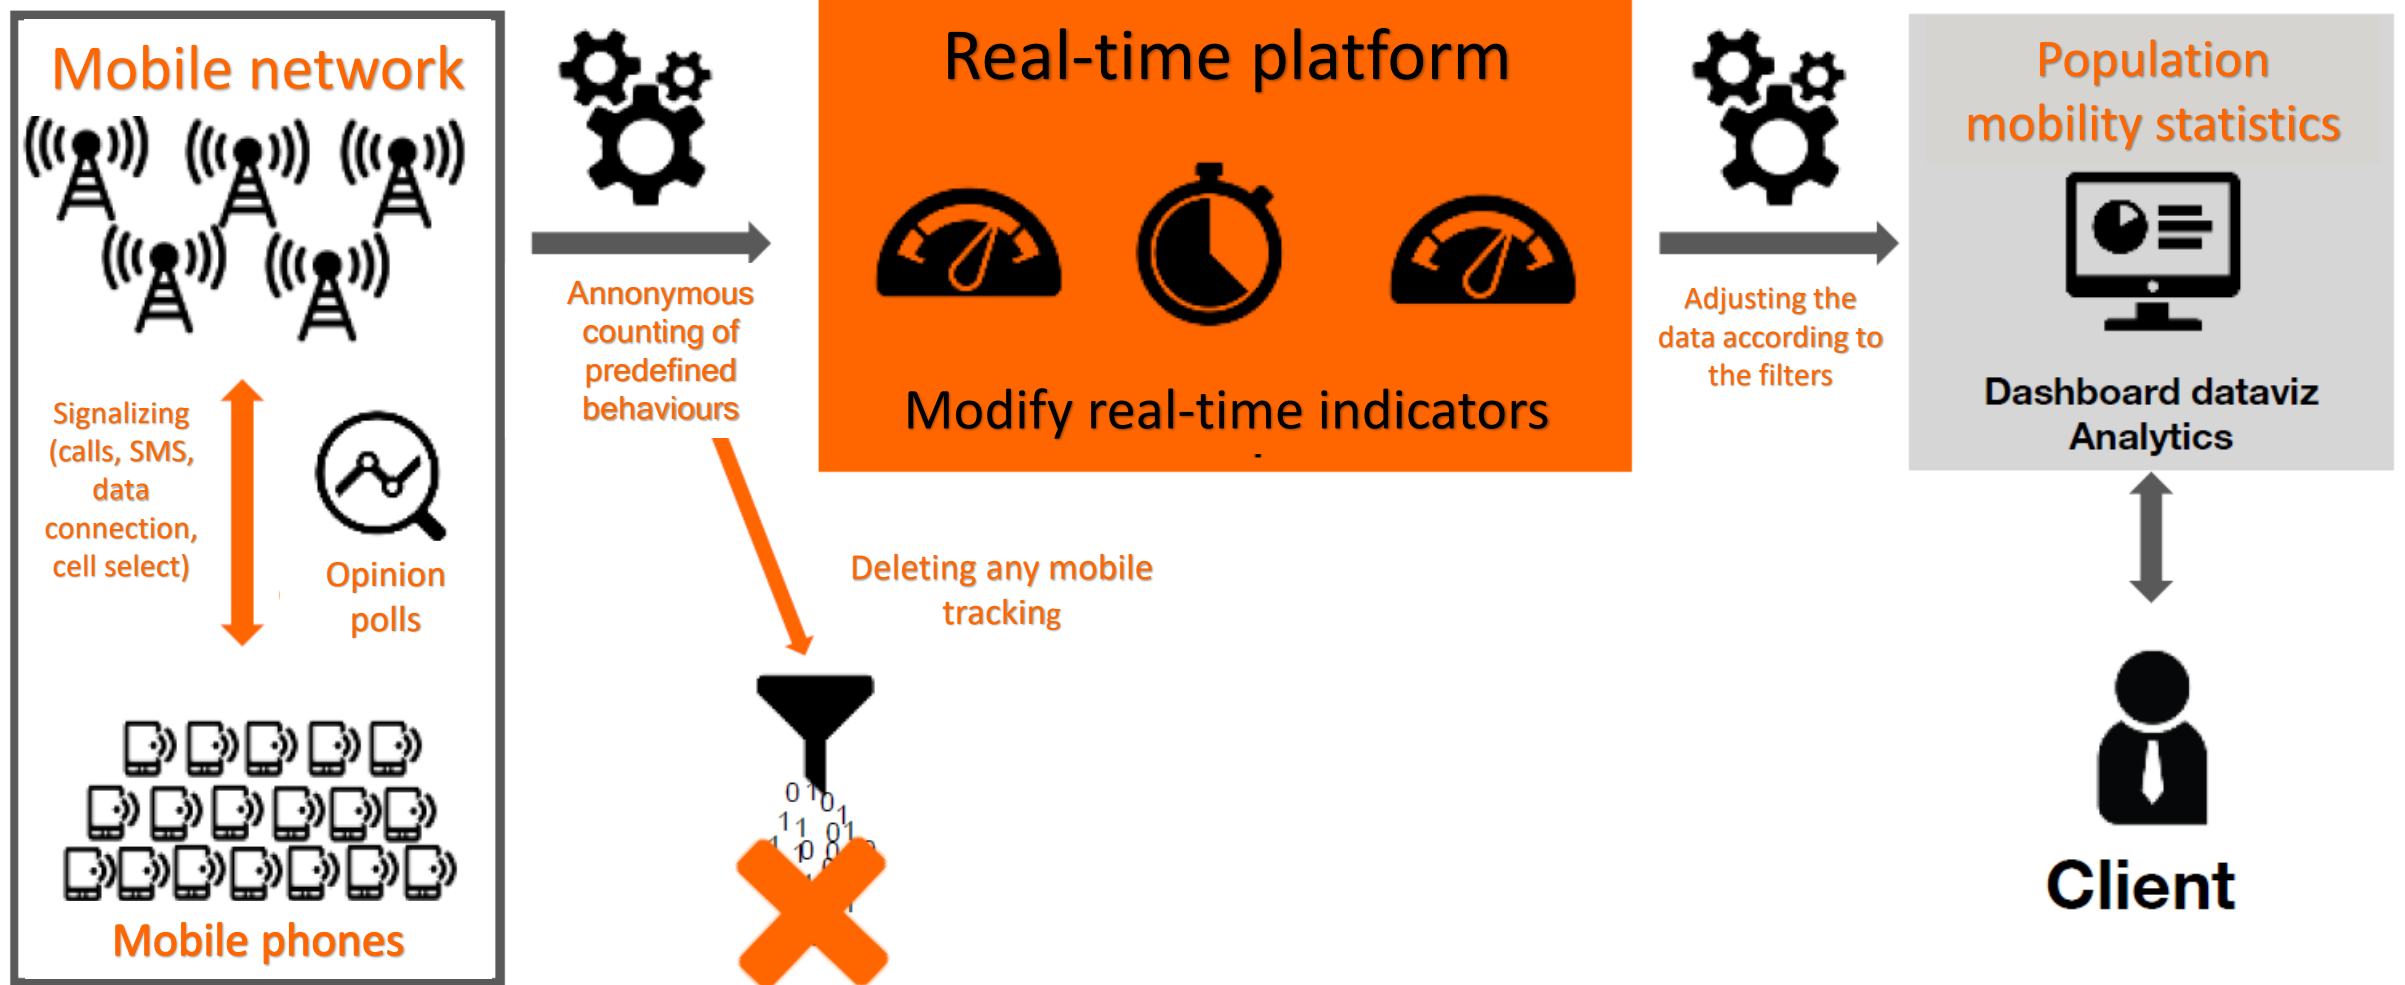 Mobile network
Signalizing
(calls, SMS,
data
connection,
cell select)
Opinion
polls
Mobile phones
Annonymous
counting of
predefined
behaviours
Deleting any mobile
tracking
Real-time platform
Modify real-time indicators
Adjusting the
data according to
the filters
Population
mobility statistics
Dashboard dataviz
Analytics
Client